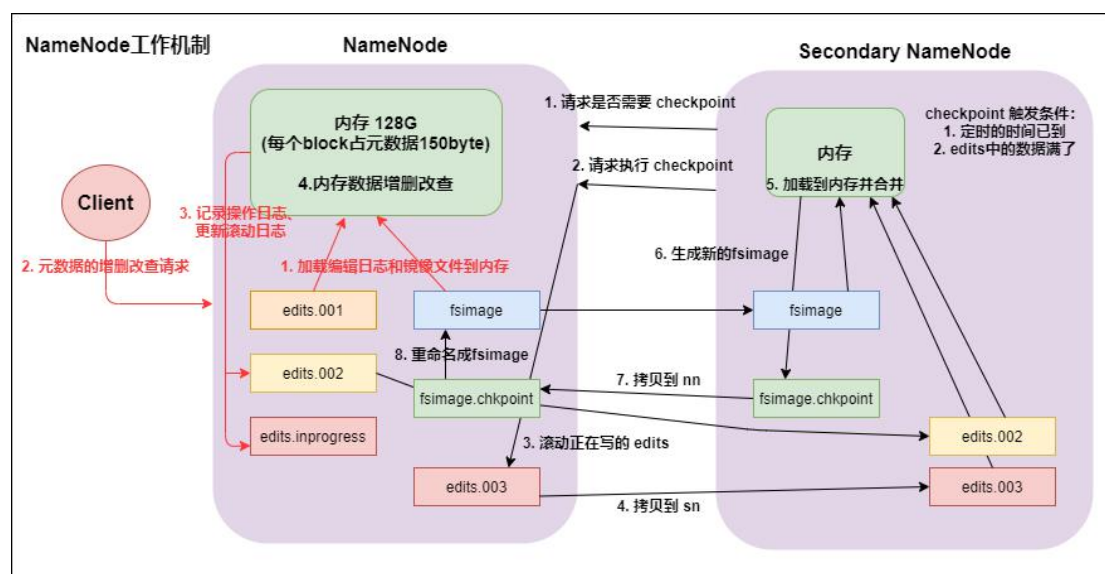 NameNode工作机制
NameNode
Secondary NameNode
内存 128G
(每个block占元数据150byte)
4.内存数据增删改查
1. 请求是否需要 checkpoint
2. 请求执行 checkpoint
内存
5. 加载到内存并合并
checkpoint 触发条件：
1. 定时的时间已到
2. edits中的数据满了
Client
3. 记录操作日志、
更新滚动日志
2. 元数据的增删改查请求
1. 加载编辑日志和镜像文件到内存
6. 生成新的fsimage
edits.001
fsimage
fsimage
8. 重命名成fsimage
edits.002
fsimage.chkpoint
7. 拷贝到 nn
fsimage.chkpoint
edits.inprogress
3. 滚动正在写的 edits
edits.002
edits.003
4. 拷贝到 sn
edits.003